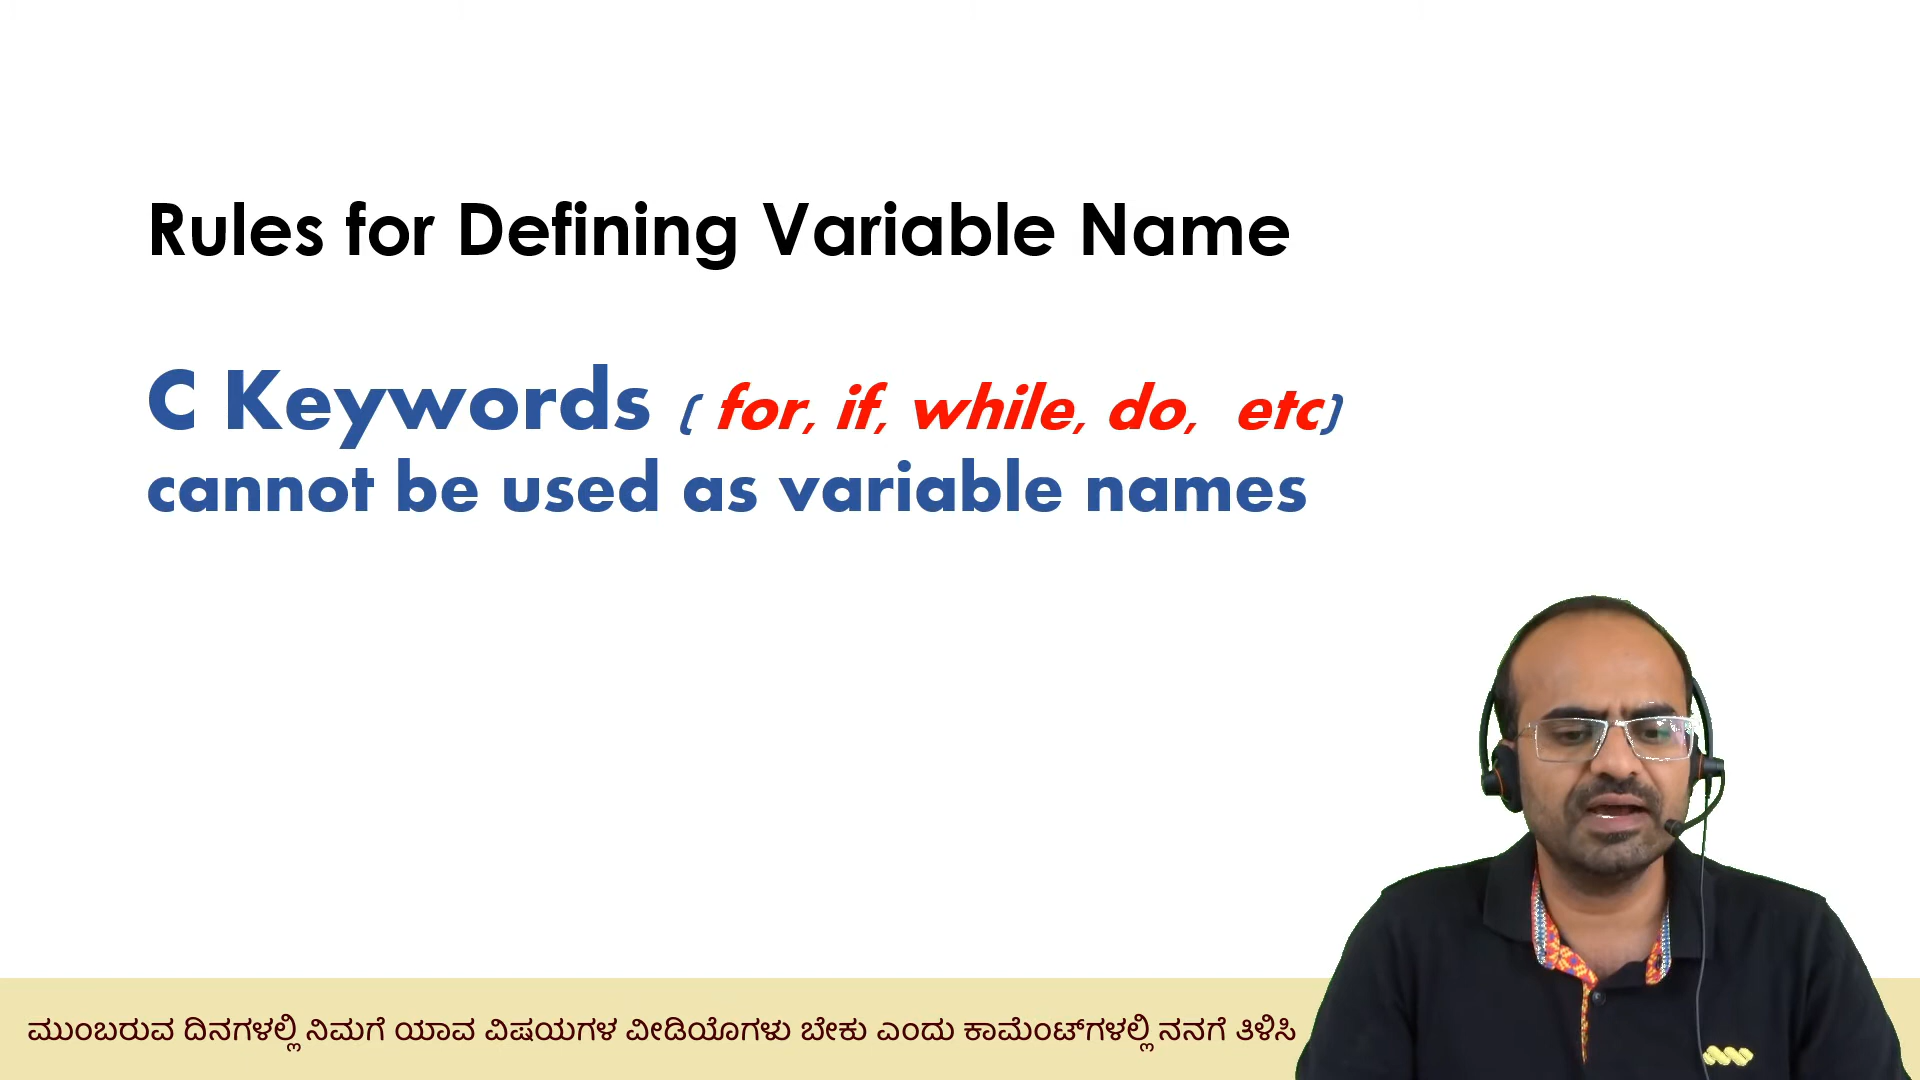 Rules for Defining Variable Name
C Keywords ( for, if, while, do, etc)
cannot be used as variable names
ಮುಂಬರುವ ದಿನಗಳಲ್ಲಿ ನಿಮಗೆ ಯಾವ ವಿಷಯಗಳ ವೀಡಿಯೊಗಳು ಬೇಕು ಎಂದು ಕಾಮೆಂಟ್‌ಗಳಲ್ಲಿ ನನಗೆ ತಿಳಿಸಿ